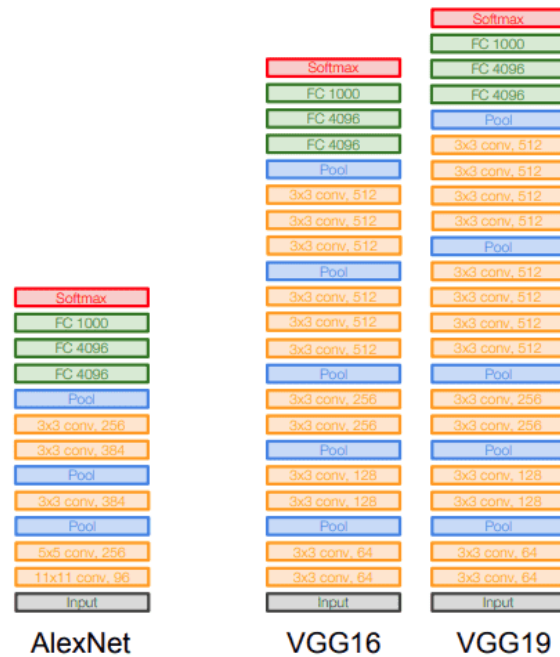 Softmax
FC 1000
FC 4096
FC 4096
Pool
3x3 conv, 256
3x3 conv, 384
Pool
3x3 conv, 384
Pool
5x5 conv, 256
11x11 conv, 96
Input
AlexNet
Softmax
FC 1000
FC 4096
FC 4096
Pool
3x3 conv, 512
3x3 conv, 512
3x3 conv, 512
Pool
3x3 conv, 512
3x3 conv, 512
3x3 conv, 512
Pool
3x3 conv, 256
3x3 conv, 256
Pool
3x3 conv, 128
3x3 conv, 128
Pool
3x3 conv, 64
3x3 conv, 64
Input
VGG16
Softmax
FC 1000
FC 4096
FC 4096
Pool
3x3 conv, 512
3x3 conv, 512
3x3 conv, 512
3x3 conv, 512
Pool
3x3 conv, 512
3x3 conv, 512
3x3 conv, 512
3x3 conv, 512
Pool
3x3 conv, 256
3x3 conv, 256
Pool
3x3 conv, 128
3x3 conv, 128
Pool
3x3 conv, 64
3x3 conv, 64
Input
VGG19